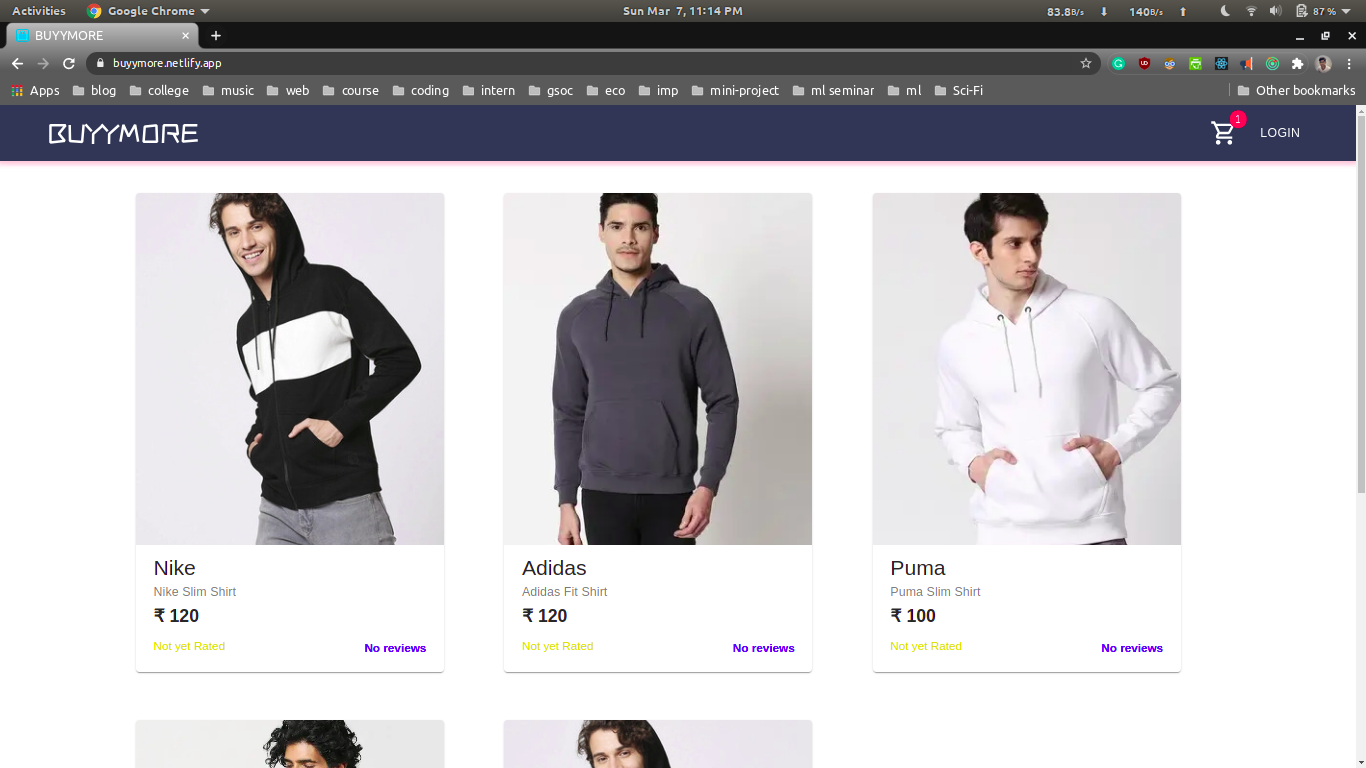 Activities Google Chrome Sun Mar 7, 11:14 PM 83.8B/s 140B/s 87 %
BUYYMORE
buyymore.netlify.app
Apps blog college music web course coding intern gsoc eco imp mini-project ml seminar ml Sci-Fi Other bookmarks
BUYYMORE 1 LOGIN
Nike Adidas Puma
Nike Slim Shirt Adidas Fit Shirt Puma Slim Shirt
₹ 120 ₹ 120 ₹ 100
Not yet Rated No reviews Not yet Rated No reviews Not yet Rated No reviews